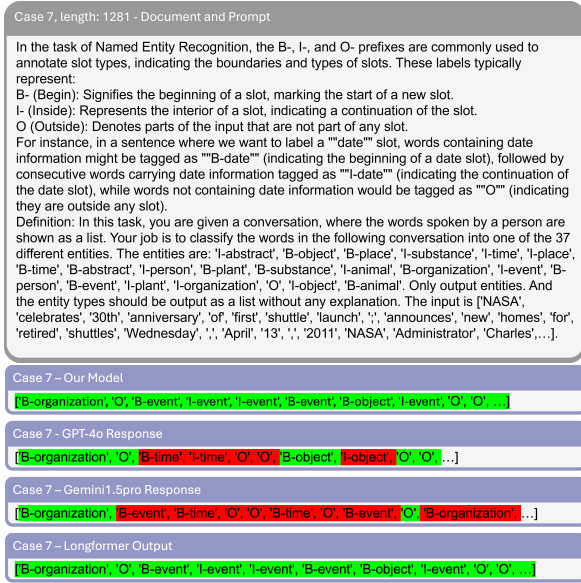 Case 7, length: 1281 - Document and Prompt
In the task of Named Entity Recognition, the B-, I-, and O- prefixes are commonly used to
annotate slot types, indicating the boundaries and types of slots. These labels typically
represent:
B- (Begin): Signifies the beginning of a slot, marking the start of a new slot.
I- (Inside): Represents the interior of a slot, indicating a continuation of the slot.
O (Outside): Denotes parts of the input that are not part of any slot.
For instance, in a sentence where we want to label a ""date"" slot, words containing date
information might be tagged as ""B-date"" (indicating the beginning of a date slot), followed by
consecutive words carrying date information tagged as ""I-date"" (indicating the continuation of
the date slot), while words not containing date information would be tagged as ""O"" (indicating
they are outside any slot).
Definition: In this task, you are given a conversation, where the words spoken by a person are
shown as a list. Your job is to classify the words in the following conversation into one of the 37
different entities. The entities are: 'I-abstract', 'B-object', 'B-place', 'I-substance', 'I-time', 'I-place',
'B-time', 'B-abstract', 'I-person', 'B-plant', 'B-substance', 'I-animal', 'B-organization', 'I-event', 'B-
person', 'B-event', 'I-plant', 'I-organization', 'O', 'I-object', 'B-animal'. Only output entities. And
the entity types should be output as a list without any explanation. The input is ['NASA',
'celebrates', '30th', 'anniversary', 'of', 'first', 'shuttle', 'launch', ';', 'announces', 'new', 'homes', 'for',
'retired', 'shuttles', 'Wednesday', ',', 'April', '13', ',', '2011', 'NASA', 'Administrator', 'Charles',…].
Case 7 – Our Model
['B-organization', 'O', 'B-event', 'I-event', 'I-event', 'B-event', 'B-object', 'I-event', 'O', 'O', …]
Case 7 - GPT-4o Response
['B-organization', 'O', 'B-time', 'I-time', 'O', 'O', 'B-object', 'I-object', 'O', 'O', …]
Case 7 – Gemini1.5pro Response
['B-organization', 'B-event', 'B-time', 'O', 'O', 'B-time', 'O', 'B-event', 'O', 'B-organization', …]
Case 7 – Longformer Output
['B-organization', 'O', 'B-event', 'I-event', 'I-event', 'B-event', 'B-object', 'I-event', 'O', 'O', …]